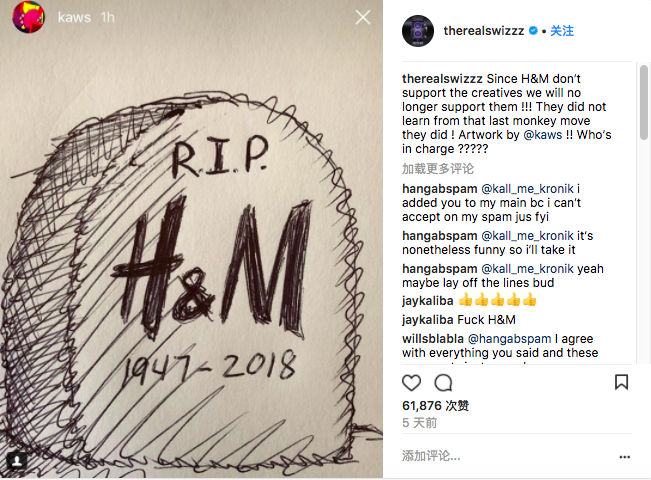 kaws 1h
R.I.P.
H&M
1947-2018
therealswizzz • 关注
therealswizzz Since H&M don't
support the creatives we will no
longer support them !!! They did not
learn from that last monkey move
they did ! Artwork by @kaws !! Who's
in charge ?????
加载更多评论
hangabspam @kall_me_kronik i
added you to my main bc i can't
accept on my spam jus fyi
hangabspam @kall_me_kronik it's
nonetheless funny so i'll take it
hangabspam @kall_me_kronik yeah
maybe lay off the lines bud
jaykaliba 👍👍👍👍👍
jaykaliba Fuck H&M
willsblabla @hangabspam I agree
with everything you said and these
61,876 次赞
5 天前
添加评论...